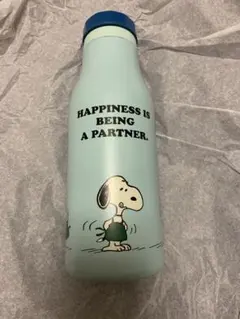 HAPPINESS IS
BEING
A PARTNER.